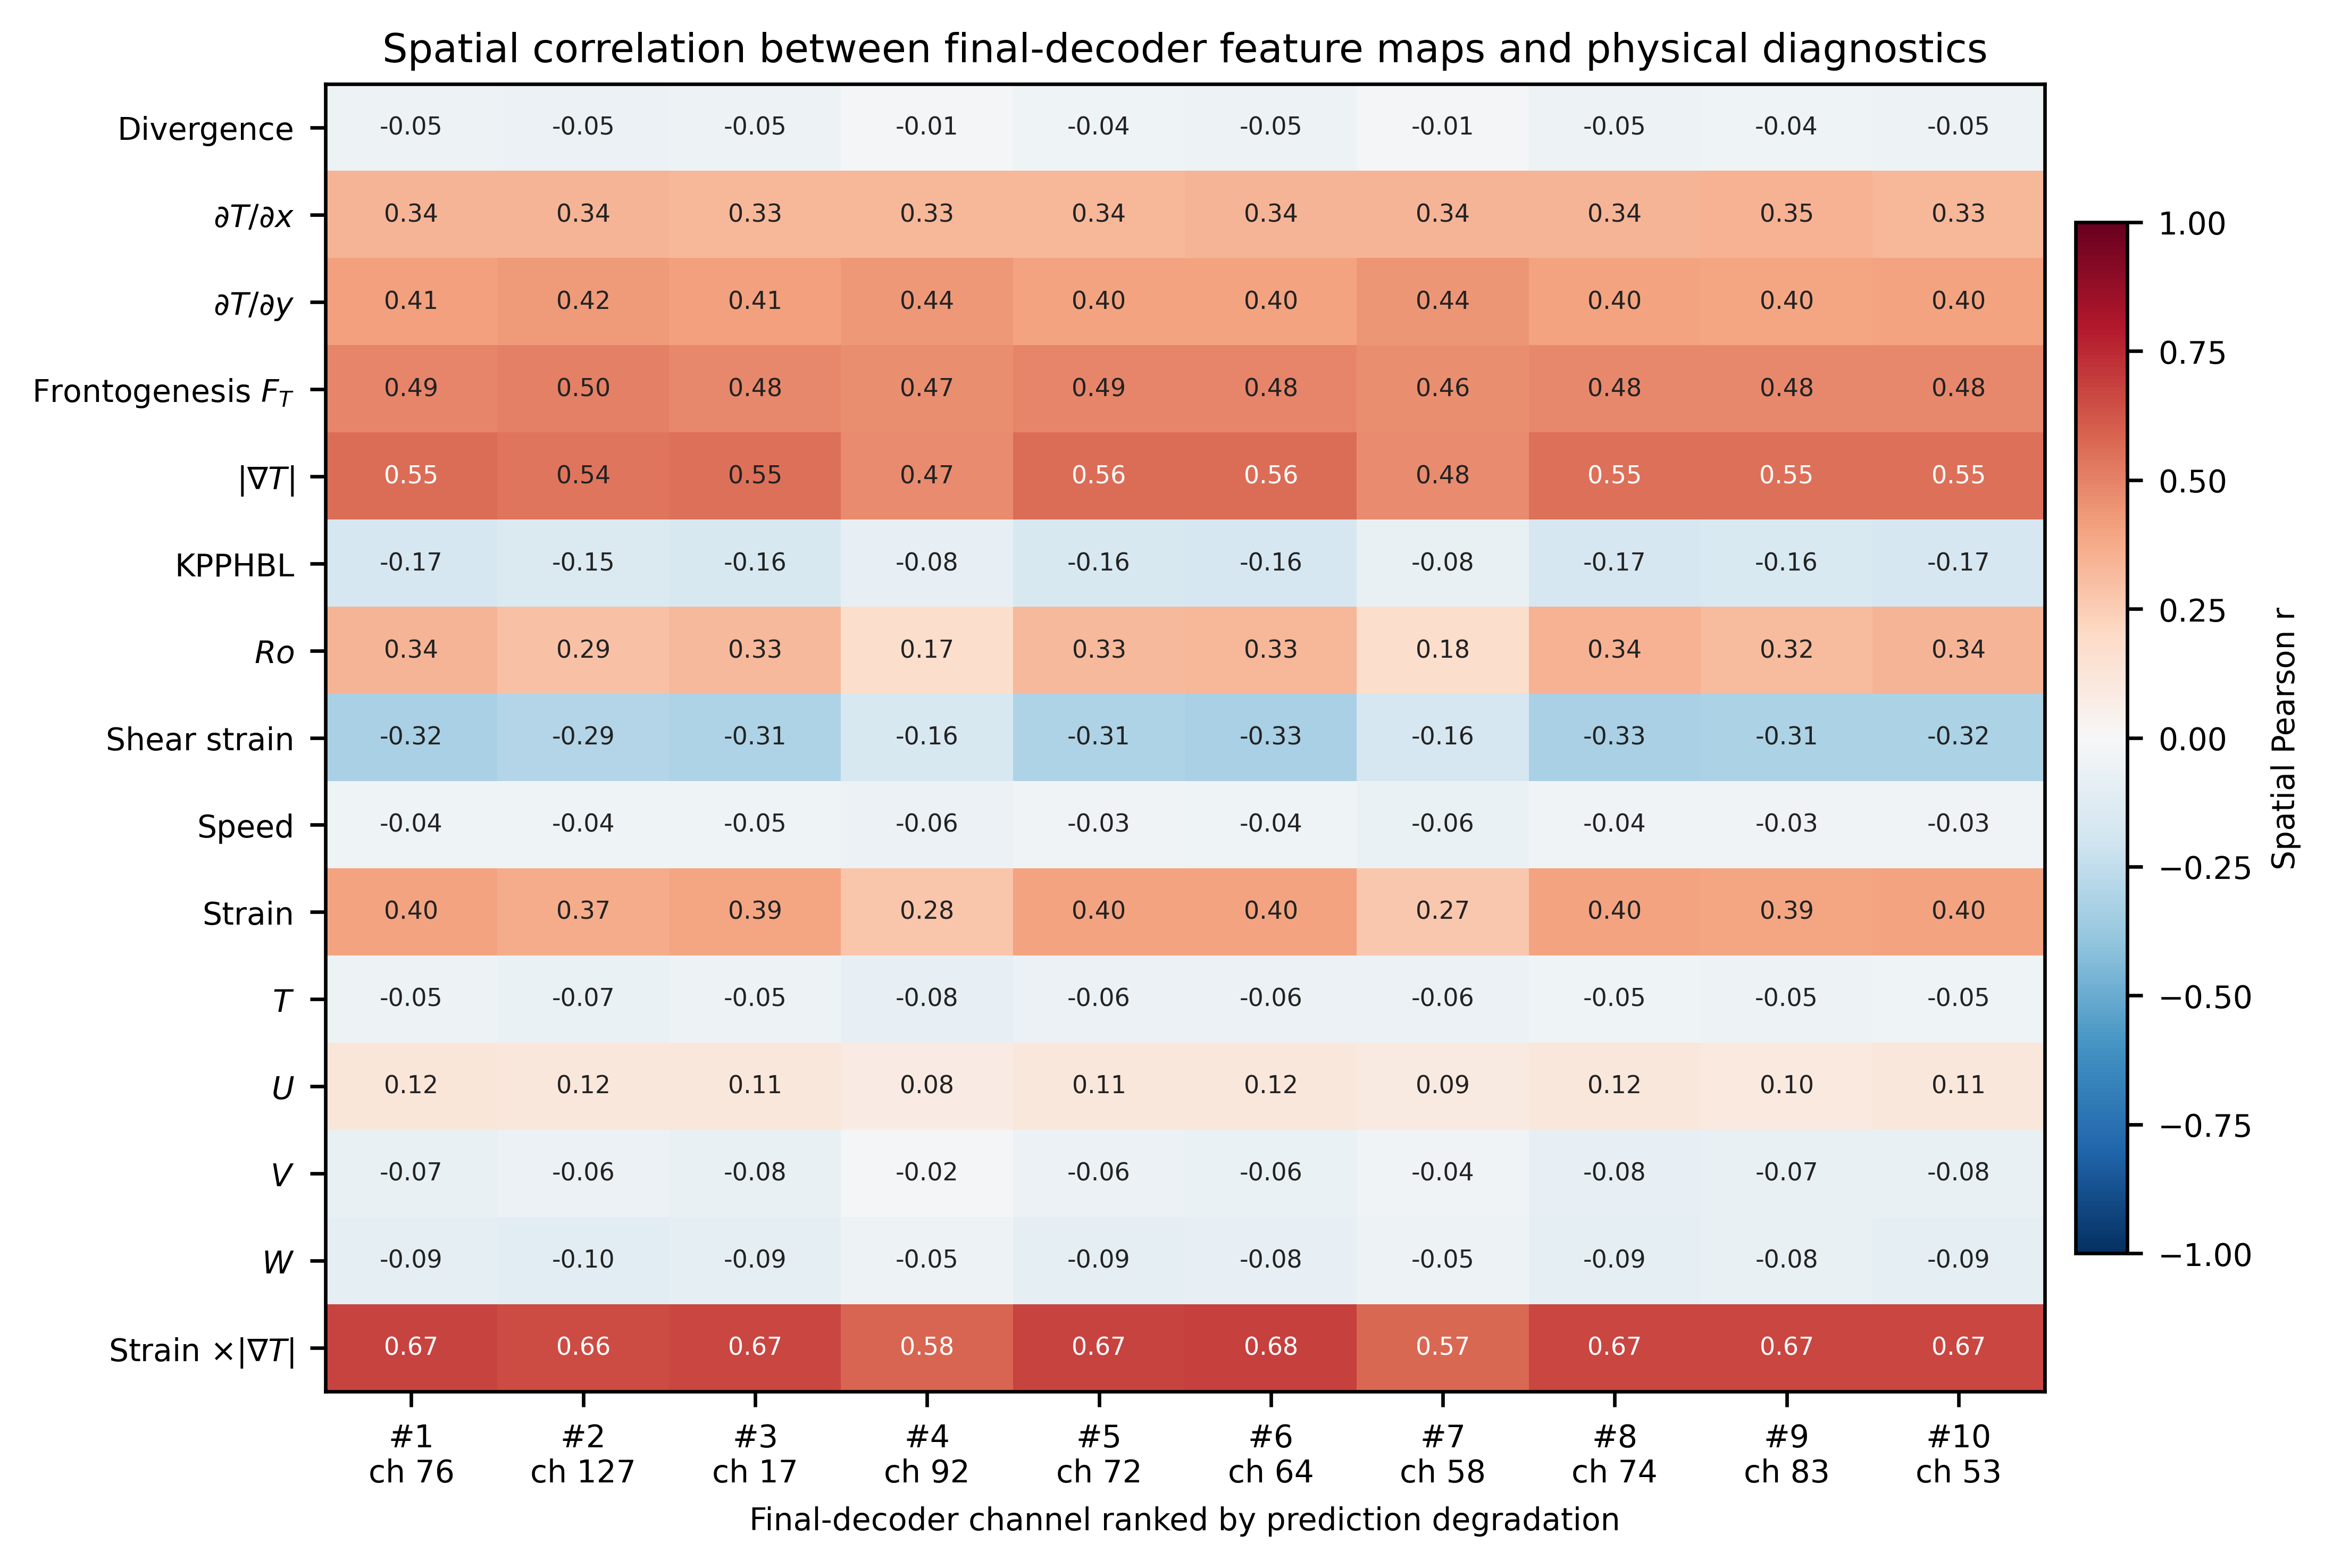 Spatial correlation between final-decoder feature maps and physical diagnostics
Divergence -0.05 -0.05 -0.05 -0.01 -0.04 -0.05 -0.01 -0.05 -0.04 -0.05
∂T/∂x 0.34 0.34 0.33 0.33 0.34 0.34 0.34 0.34 0.35 0.33
∂T/∂y 0.41 0.42 0.41 0.44 0.40 0.40 0.44 0.40 0.40 0.40
Frontogenesis F_T 0.49 0.50 0.48 0.47 0.49 0.48 0.46 0.48 0.48 0.48
|∇T| 0.55 0.54 0.55 0.47 0.56 0.56 0.48 0.55 0.55 0.55
KPPHBL -0.17 -0.15 -0.16 -0.08 -0.16 -0.16 -0.08 -0.17 -0.16 -0.17
Ro 0.34 0.29 0.33 0.17 0.33 0.33 0.18 0.34 0.32 0.34
Shear strain -0.32 -0.29 -0.31 -0.16 -0.31 -0.33 -0.16 -0.33 -0.31 -0.32
Speed -0.04 -0.04 -0.05 -0.06 -0.03 -0.04 -0.06 -0.04 -0.03 -0.03
Strain 0.40 0.37 0.39 0.28 0.40 0.40 0.27 0.40 0.39 0.40
T -0.05 -0.07 -0.05 -0.08 -0.06 -0.06 -0.06 -0.05 -0.05 -0.05
U 0.12 0.12 0.11 0.08 0.11 0.12 0.09 0.12 0.10 0.11
V -0.07 -0.06 -0.08 -0.02 -0.06 -0.06 -0.04 -0.08 -0.07 -0.08
W -0.09 -0.10 -0.09 -0.05 -0.09 -0.08 -0.05 -0.09 -0.08 -0.09
Strain ×|∇T| 0.67 0.66 0.67 0.58 0.67 0.68 0.57 0.67 0.67 0.67
#1 #2 #3 #4 #5 #6 #7 #8 #9 #10
ch 76 ch 127 ch 17 ch 92 ch 72 ch 64 ch 58 ch 74 ch 83 ch 53
Final-decoder channel ranked by prediction degradation
1.00
0.75
0.50
0.25
0.00
−0.25
−0.50
−0.75
−1.00
Spatial Pearson r